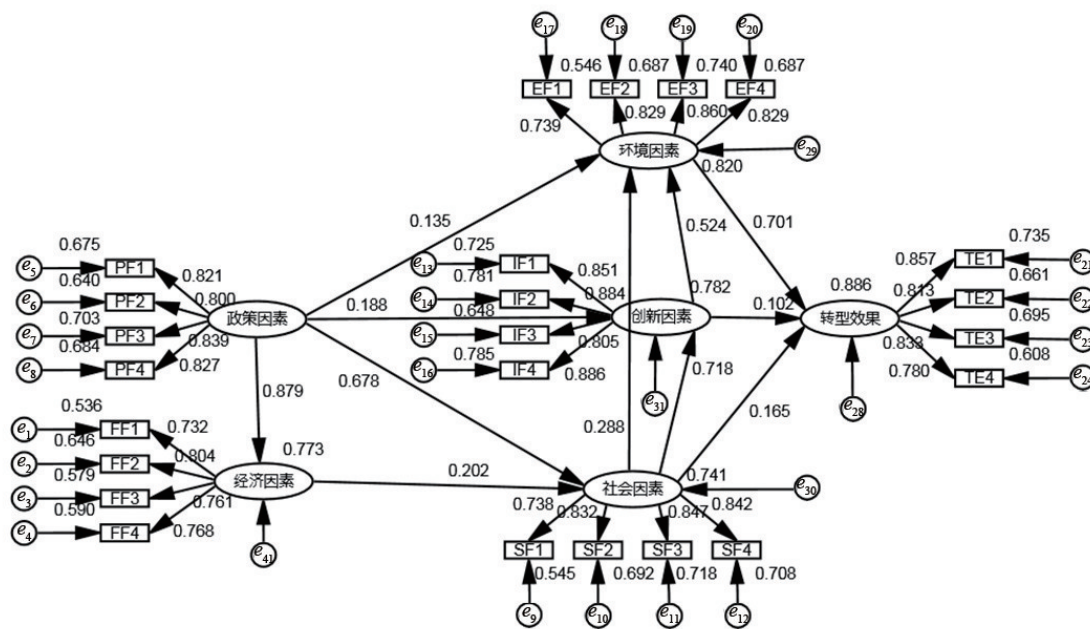 e17 e18 e19 e20
0.546 0.687 0.740 0.687
EF1 EF2 EF3 EF4
0.739 0.829 0.860 0.829
环境因素 e29
0.820
0.135 0.524 0.701
0.675 0.725 0.735
e5 PF1 0.821 e13 IF1 0.851 0.857 TE1 e21
0.640 0.781 0.661
e6 PF2 0.800 e14 IF2 0.884 0.782 0.886 0.813 TE2 e22
0.703 政策因素 0.188 0.648 创新因素 0.102 转型效果 0.695
e7 PF3 0.839 e15 IF3 0.805 0.833 TE3 e23
0.684 0.785 0.608
e8 PF4 0.827 e16 IF4 0.886 0.780 TE4 e24
0.879 0.678 e31 0.718 e28
0.165
0.536
e1 FF1 0.732 0.288
0.646
e2 FF2 0.804 0.773 0.741
0.579 经济因素 0.202 社会因素 e30
e3 FF3 0.761
0.590 0.738 0.832 0.847 0.842
e4 FF4 0.768
e41 SF1 SF2 SF3 SF4
0.545 0.692 0.718 0.708
e9 e10 e11 e12